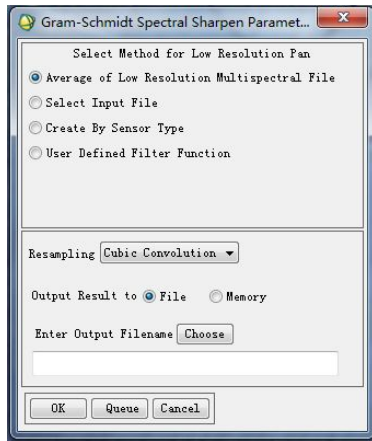 Gram-Schmidt Spectral Sharpen Paramet...
Select Method for Low Resolution Pan
Average of Low Resolution Multispectral File
Select Input File
Create By Sensor Type
User Defined Filter Function
Resampling Cubic Convolution
Output Result to File Memory
Enter Output Filename Choose
OK Queue Cancel